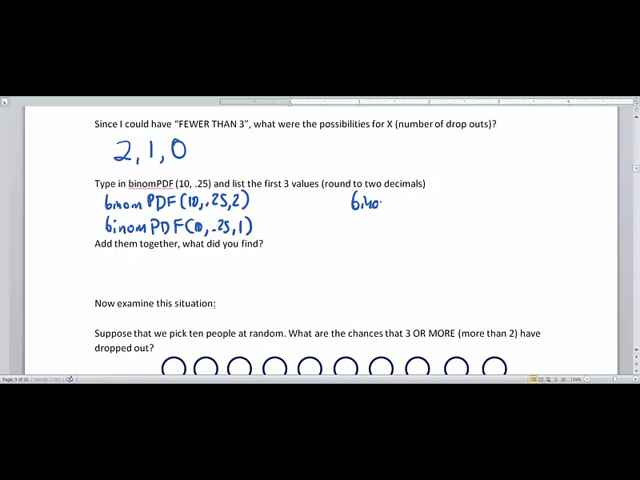 Since I could have "FEWER THAN 3", what were the possibilities for X (number of drop outs)?
2, 1, 0
Type in binomPDF (10, .25) and list the first 3 values (round to two decimals)
binomPDF(10, .25, 2) bino
binomPDF(10, .25, 1)
Add them together, what did you find?
Now examine this situation:
Suppose that we pick ten people at random. What are the chances that 3 OR MORE (more than 2) have
dropped out?